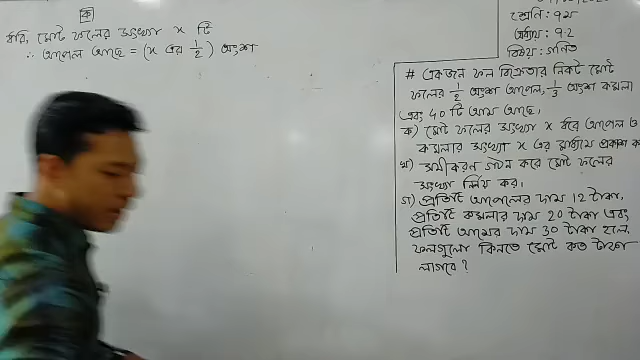 ক
ধরি, মোট ফলের সংখ্যা x টি
∴ আপেল আছে = (x এর 1/2) অংশ
শ্রেণি: ৭ম
অধ্যায়: ৭.২
বিষয়: গণিত
# একজন ফল বিক্রেতার নিকট মোট
ফলের 1/2 অংশ আপেল, 1/3 অংশ কমলা
এবং 40 টি আম আছে।
ক) মোট ফলের সংখ্যা x ধরে আপেল ও
কমলার সংখ্যা x এর মাধ্যমে প্রকাশ কর
খ) সমীকরণ গঠন করে মোট ফলের
সংখ্যা নির্ণয় কর।
গ) প্রতিটি আপেলের দাম 12 টাকা,
প্রতিটি কমলার দাম 20 টাকা এবং
প্রতিটি আমের দাম 30 টাকা হলে,
ফলগুলো কিনতে মোট কত টাকা
লাগবে?